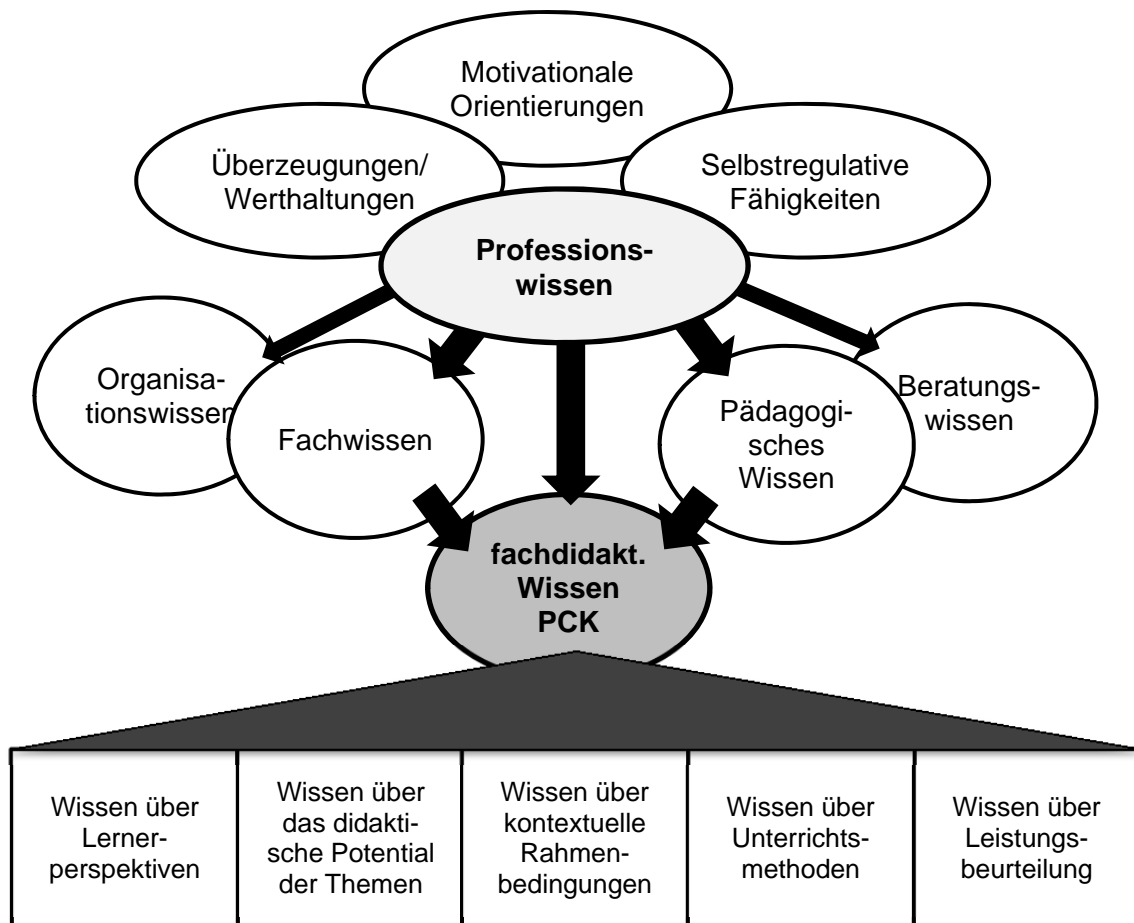 Motivationale
Orientierungen
Überzeugungen/
Werthaltungen
Selbstregulative
Fähigkeiten
Professions-
wissen
Organisa-
tionswissen
Fachwissen
Pädagogi-
sches
Wissen
Beratungs-
wissen
fachdidakt.
Wissen
PCK
Wissen über
Lerner-
perspektiven
Wissen über
das didakti-
sche Potential
der Themen
Wissen über
kontextuelle
Rahmen-
bedingungen
Wissen über
Unterrichts-
methoden
Wissen über
Leistungs-
beurteilung